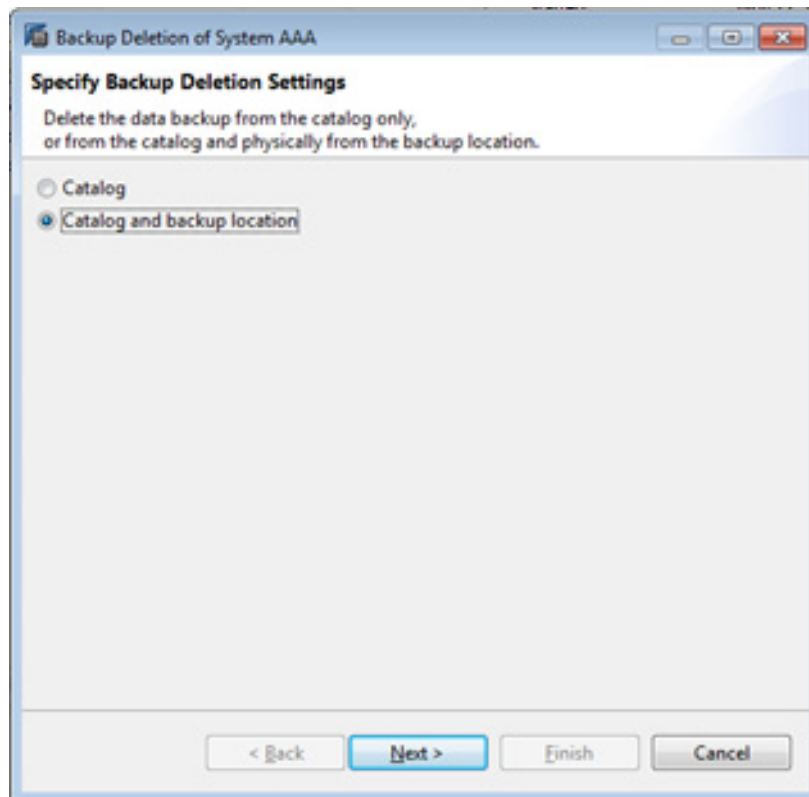 Backup Deletion of System AAA
Specify Backup Deletion Settings
Delete the data backup from the catalog only,
or from the catalog and physically from the backup location.
Catalog
Catalog and backup location
< Back
Next >
Finish
Cancel